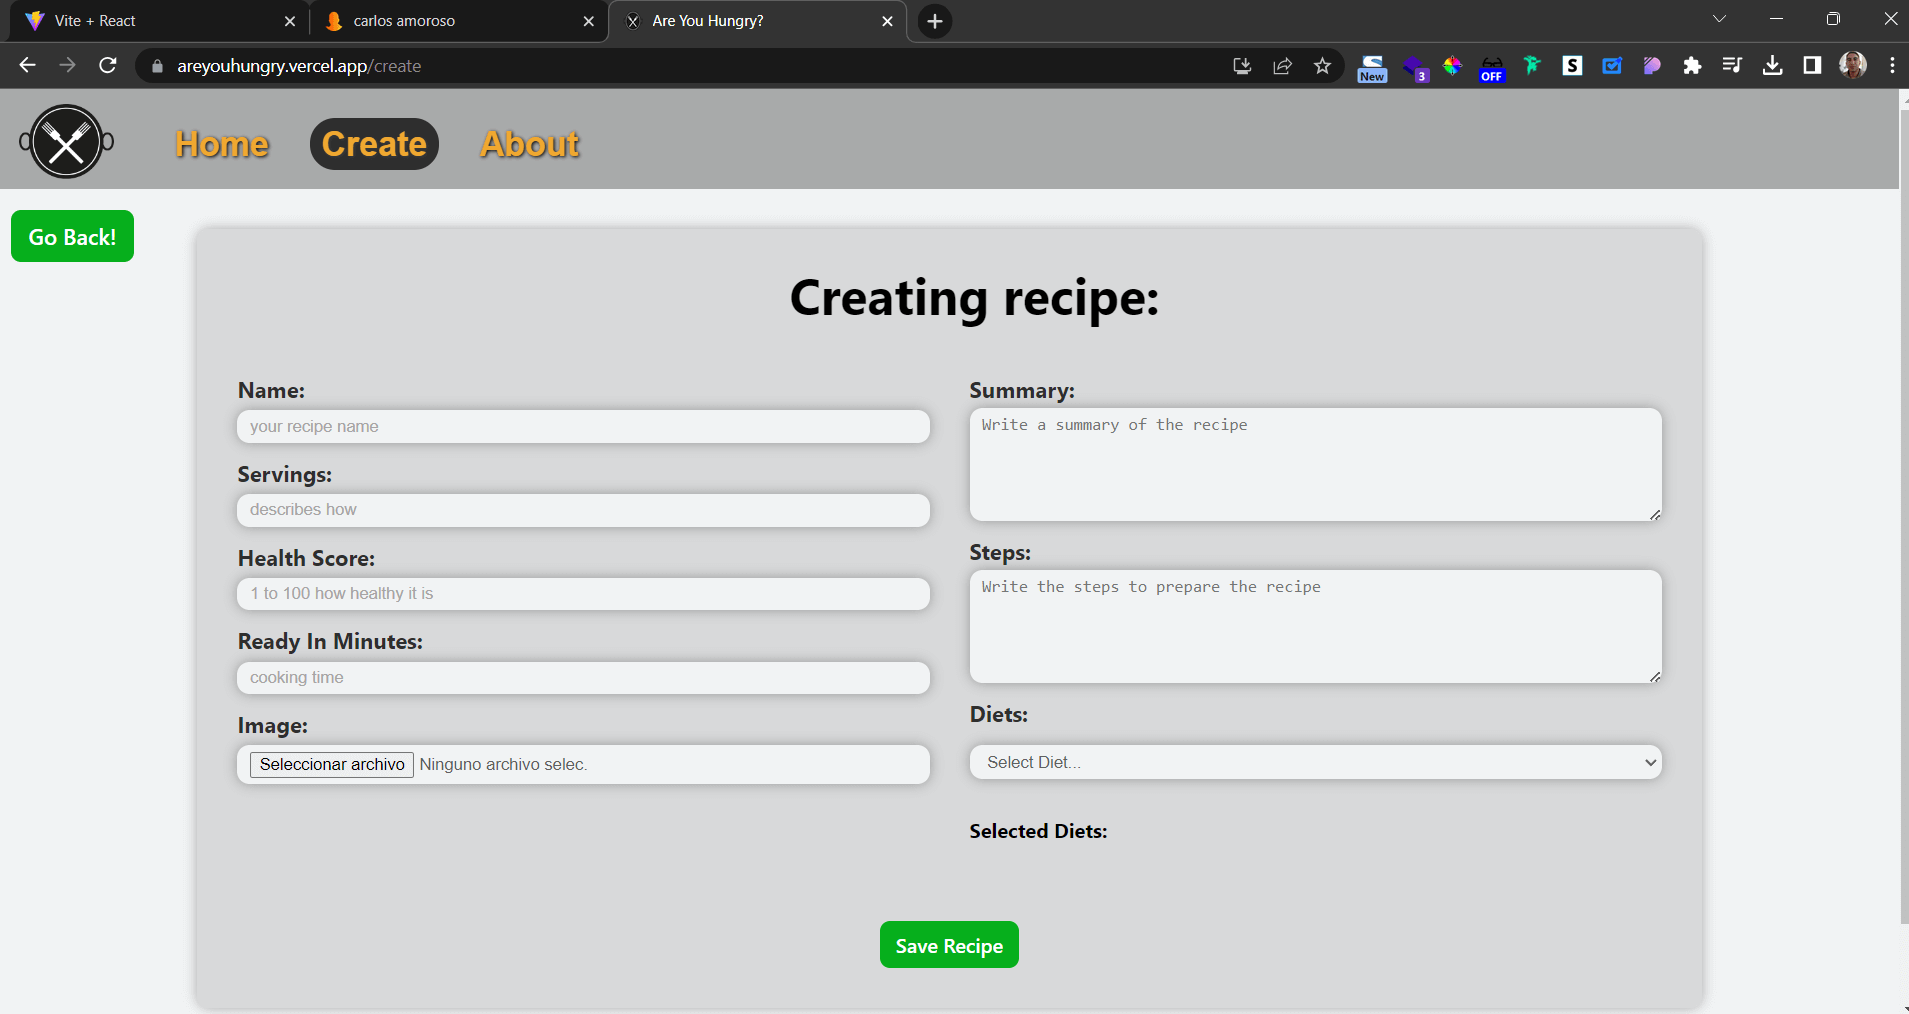 Vite + React
carlos amoroso
Are You Hungry?
areyouhungry.vercel.app/create
New
3
OFF
S
Home
Create
About
Go Back!
Creating recipe:
Name:
your recipe name
Servings:
describes how
Health Score:
1 to 100 how healthy it is
Ready In Minutes:
cooking time
Image:
Seleccionar archivo Ninguno archivo selec.
Summary:
Write a summary of the recipe
Steps:
Write the steps to prepare the recipe
Diets:
Select Diet...
Selected Diets:
Save Recipe